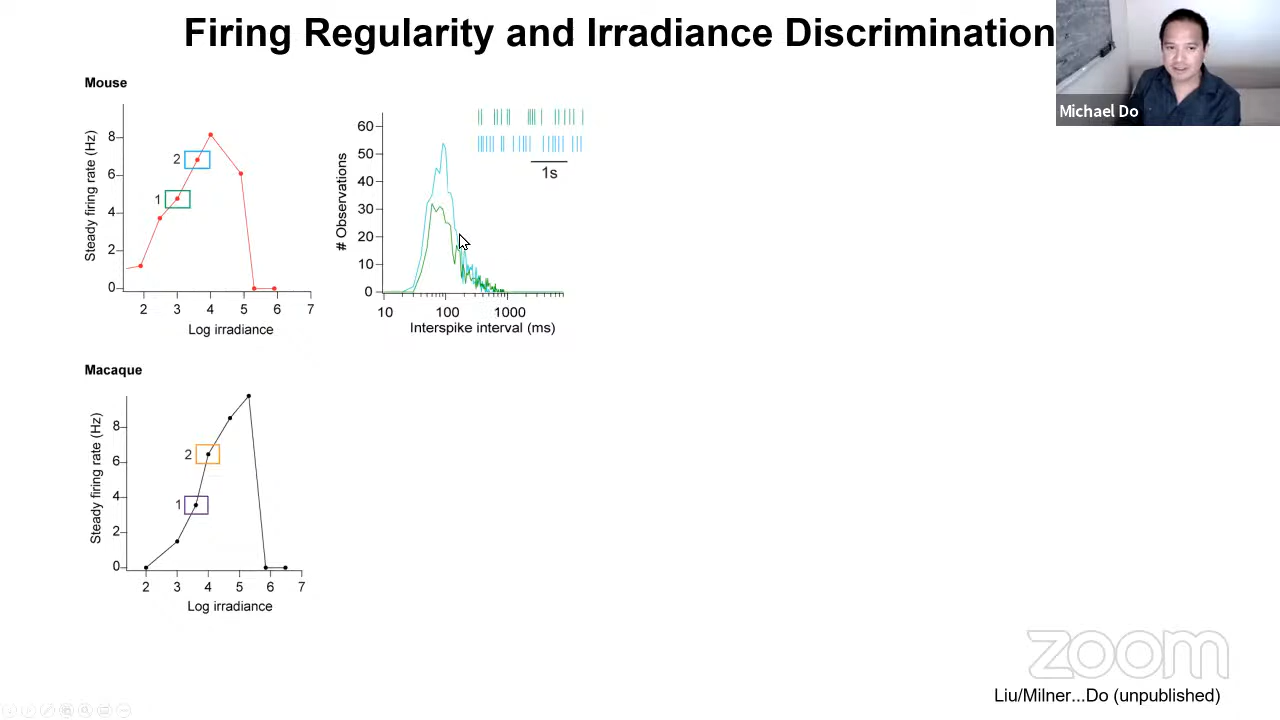 Firing Regularity and Irradiance Discrimination
Michael Do
Mouse
Steady firing rate (Hz)
8
6
4
2
0
2
1
2 3 4 5 6 7
Log irradiance
# Observations
60
50
40
30
20
10
0
1s
10 100 1000
Interspike interval (ms)
Macaque
Steady firing rate (Hz)
8
6
4
2
0
2
1
2 3 4 5 6 7
Log irradiance
zoom
Liu/Milner...Do (unpublished)